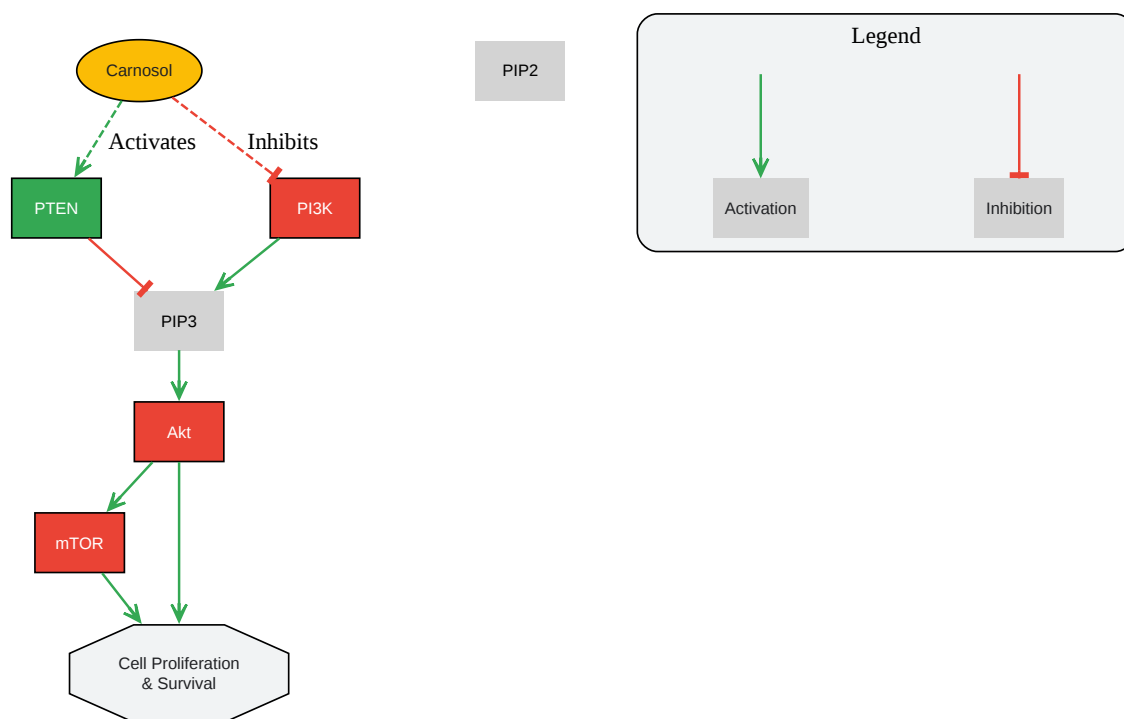 Carnosol
PIP2
Legend
Activates
Inhibits
PTEN
PI3K
Activation
Inhibition
PIP3
Akt
mTOR
Cell Proliferation
& Survival